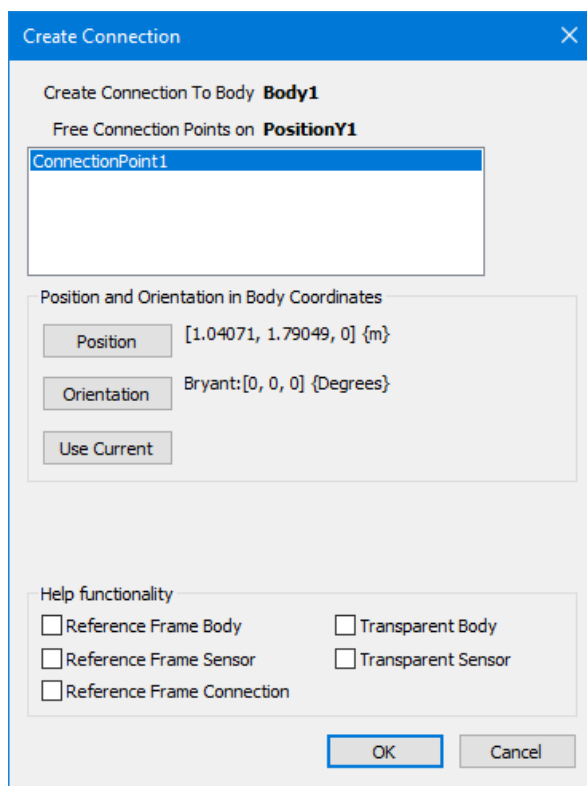 Create Connection
Create Connection To Body Body1
Free Connection Points on PositionY1
ConnectionPoint1
Position and Orientation in Body Coordinates
Position [1.04071, 1.79049, 0] {m}
Orientation Bryant:[0, 0, 0] {Degrees}
Use Current
Help functionality
Reference Frame Body Transparent Body
Reference Frame Sensor Transparent Sensor
Reference Frame Connection
OK Cancel